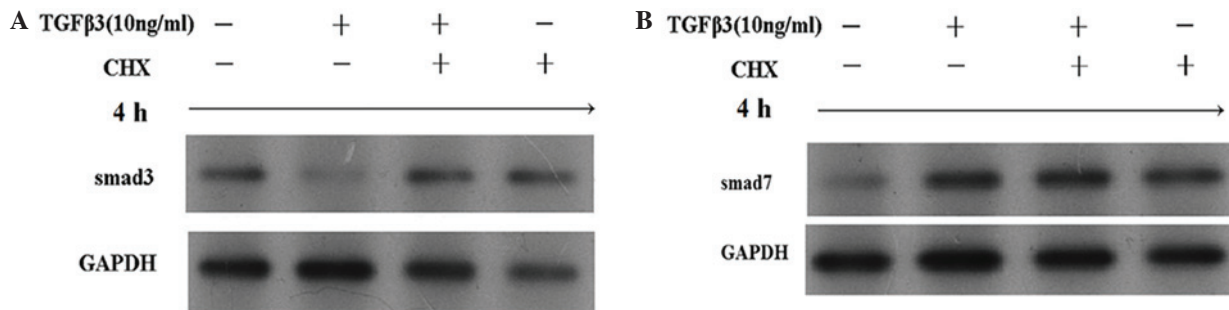 A
TGFβ3(10ng/ml) − + + −
CHX − − + +
4 h
smad3
GAPDH
B
TGFβ3(10ng/ml) − + + −
CHX − − + +
4 h
smad7
GAPDH